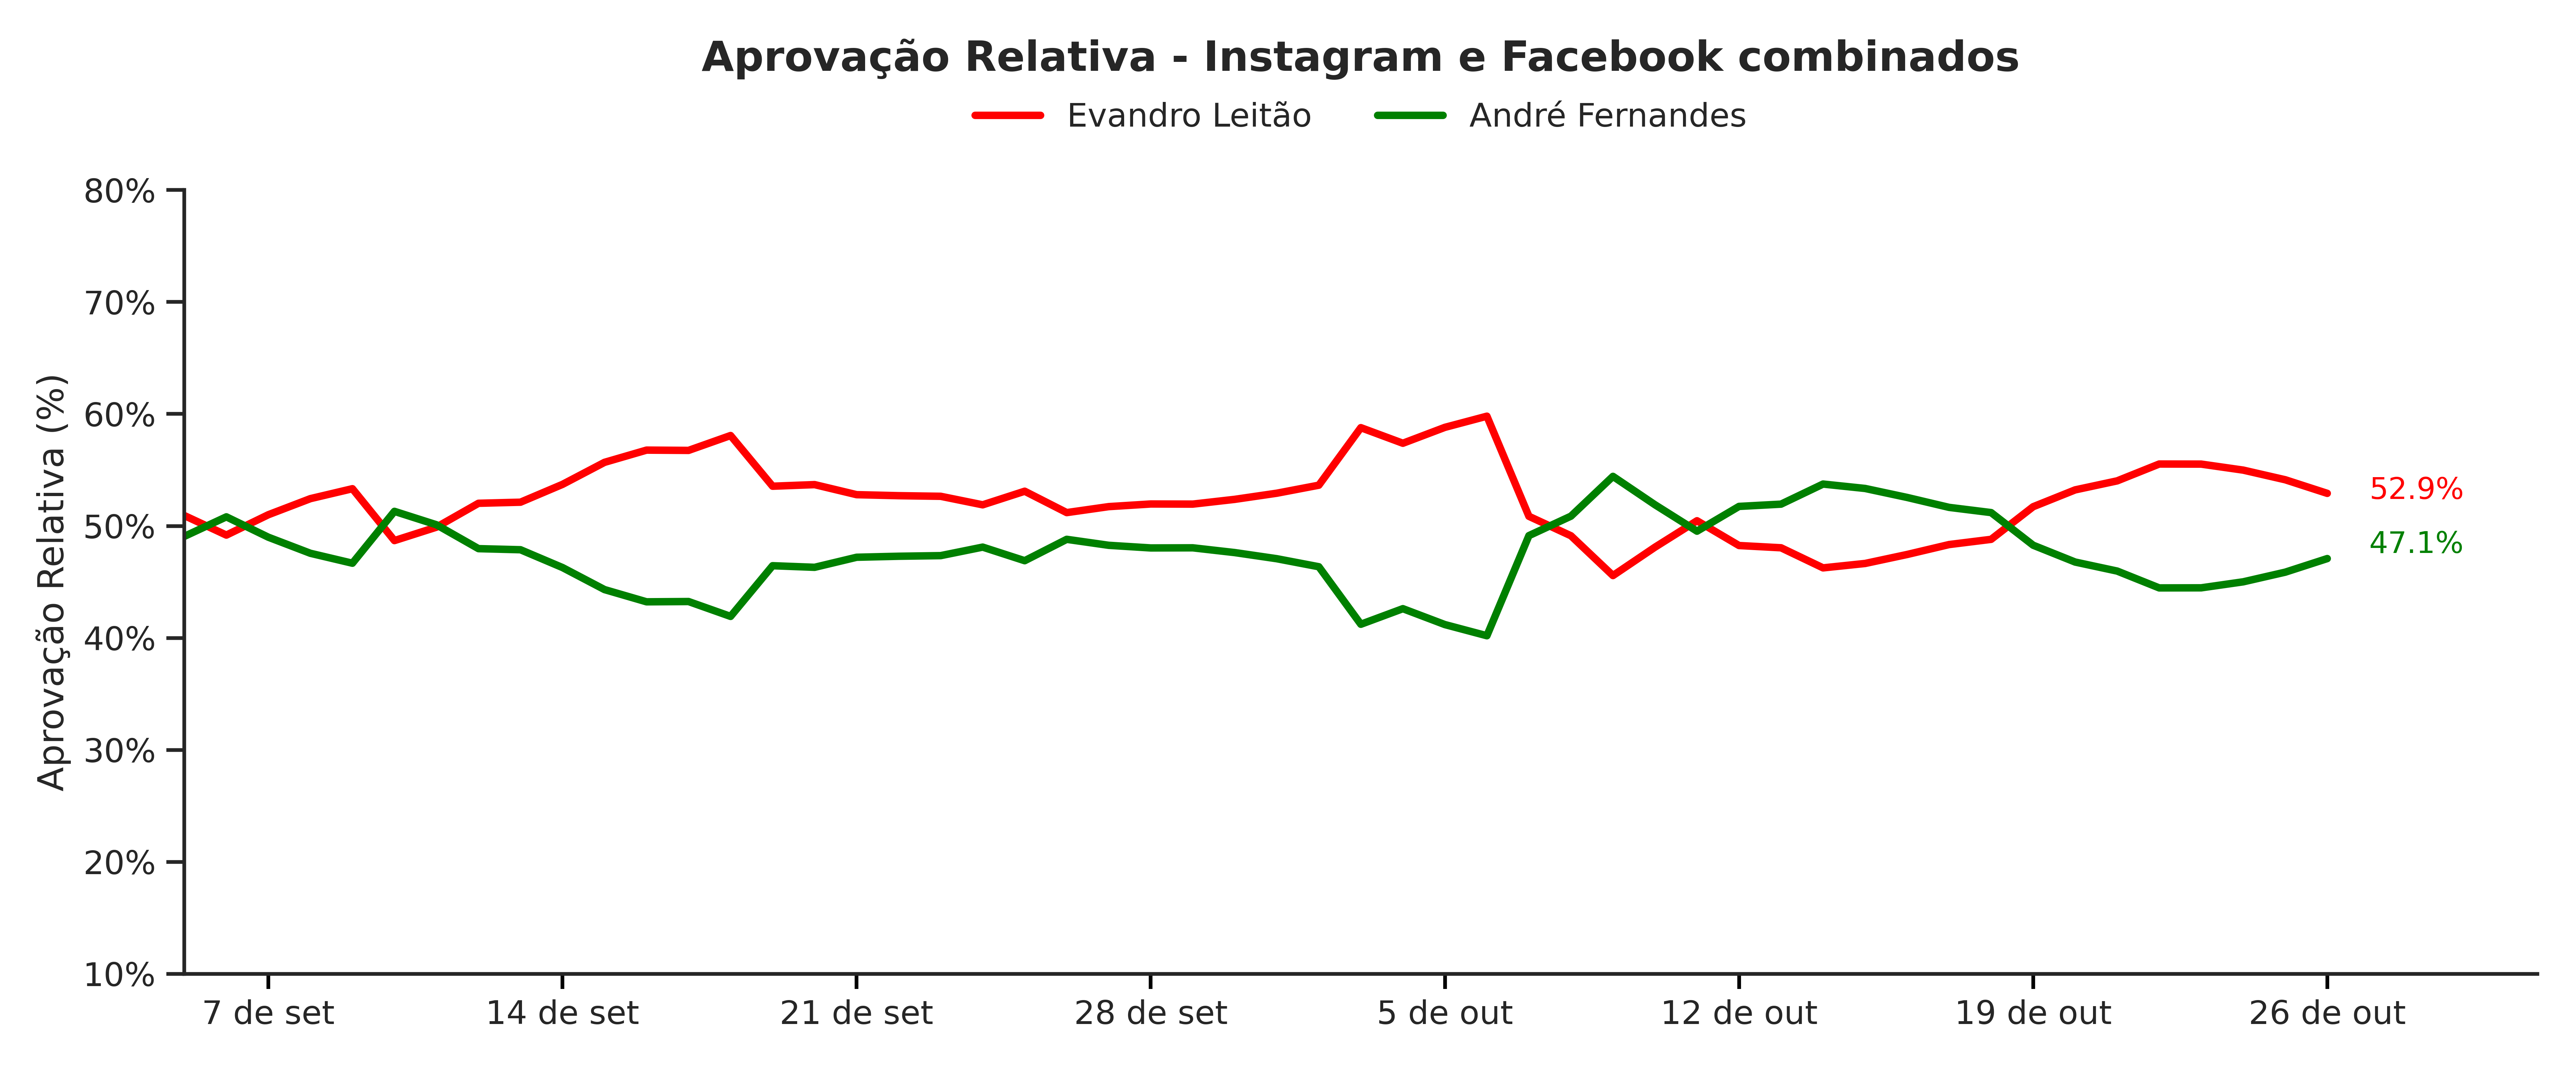 Aprovação Relativa - Instagram e Facebook combinados
Evandro Leitão
André Fernandes
Aprovação Relativa (%)
80%
70%
60%
50%
40%
30%
20%
10%
52.9%
47.1%
7 de set
14 de set
21 de set
28 de set
5 de out
12 de out
19 de out
26 de out